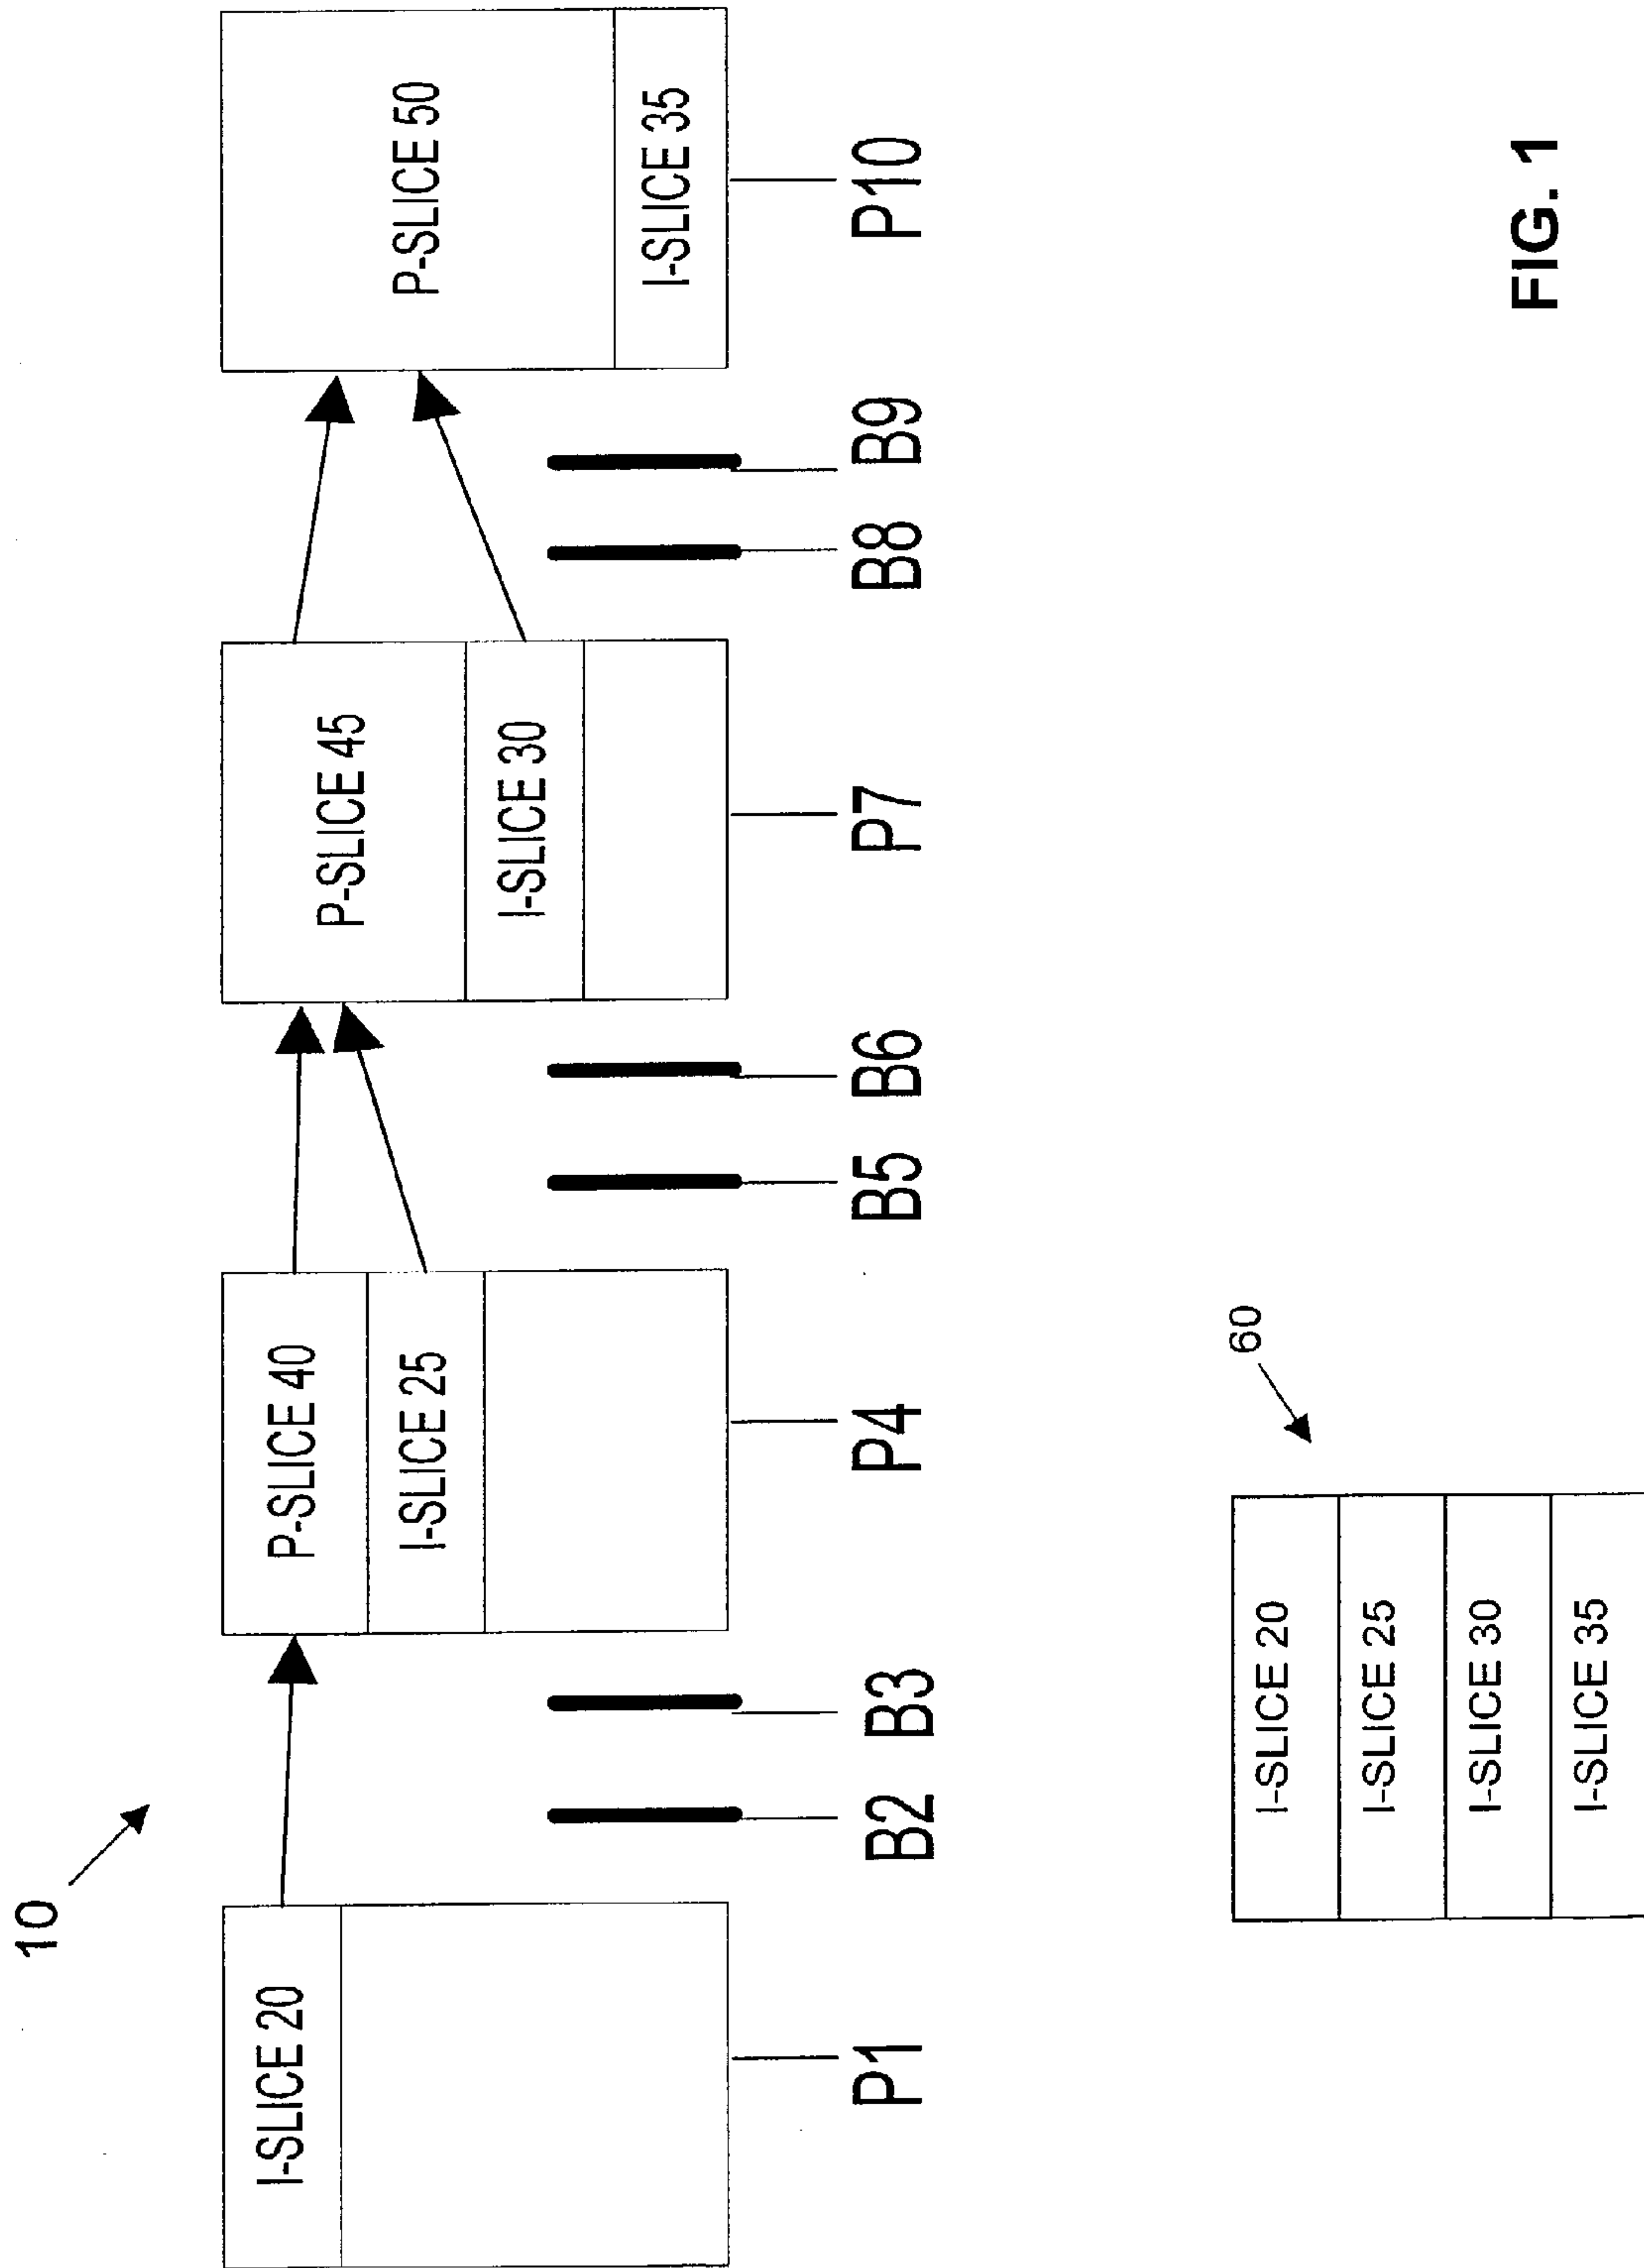 10
I-SLICE 20
P-SLICE 40
I-SLICE 25
P-SLICE 45
I-SLICE 30
P-SLICE 50
I-SLICE 35
P1
B2
B3
P4
B5
B6
P7
B8
B9
P10
60
I-SLICE 20
I-SLICE 25
I-SLICE 30
I-SLICE 35
FIG. 1